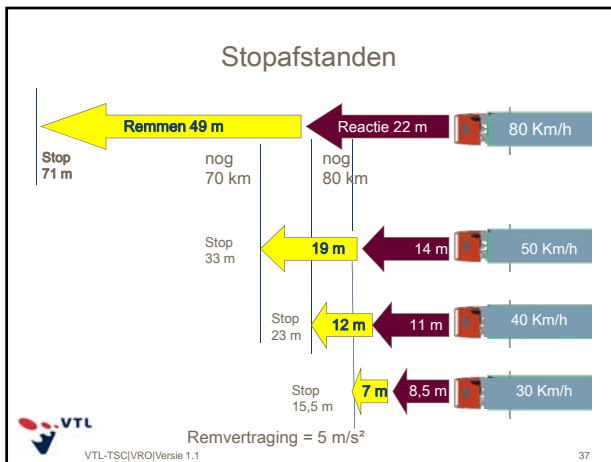 Stopafstanden
Remmen 49 m
Reactie 22 m
80 Km/h
Stop
71 m
nog
70 km
nog
80 km
Stop
33 m
19 m
14 m
50 Km/h
Stop
23 m
12 m
11 m
40 Km/h
Stop
15,5 m
7 m
8,5 m
30 Km/h
Remvertraging = 5 m/s²
VTL
VTL-TSC|VRO|Versie 1.1
37